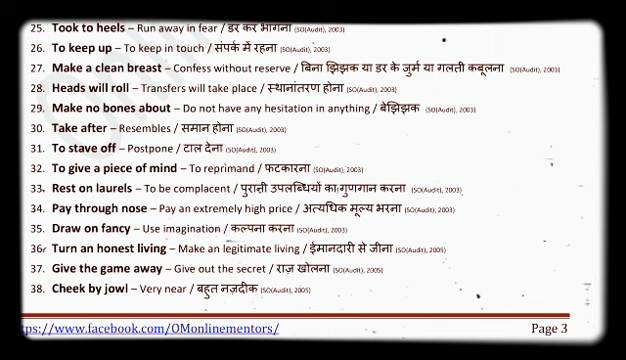 25. Took to heels – Run away in fear / डर कर भागना (SO(Audit), 2003)
26. To keep up – To keep in touch / संपर्क में रहना (SO(Audit), 2003)
27. Make a clean breast – Confess without reserve / बिना झिझक या डर के जुर्म या गलती कबूलना (SO(Audit), 2003)
28. Heads will roll – Transfers will take place / स्थानांतरण होना (SO(Audit), 2003)
29. Make no bones about – Do not have any hesitation in anything / बेझिझक (SO(Audit), 2003)
30. Take after – Resembles / समान होना (SO(Audit), 2003)
31. To stave off – Postpone / टाल देना (SO(Audit), 2003)
32. To give a piece of mind – To reprimand / फटकारना (SO(Audit), 2003)
33. Rest on laurels – To be complacent / पुरानी उपलब्धियों का गुणगान करना (SO(Audit), 2003)
34. Pay through nose – Pay an extremely high price / अत्यधिक मूल्य भरना (SO(Audit), 2003)
35. Draw on fancy – Use imagination / कल्पना करना (SO(Audit), 2003)
36. Turn an honest living – Make an legitimate living / ईमानदारी से जीना (SO(Audit), 2005)
37. Give the game away – Give out the secret / राज़ खोलना (SO(Audit), 2005)
38. Cheek by jowl – Very near / बहुत नज़दीक (SO(Audit), 2005)
ps://www.facebook.com/OMonlinementors/ Page 3